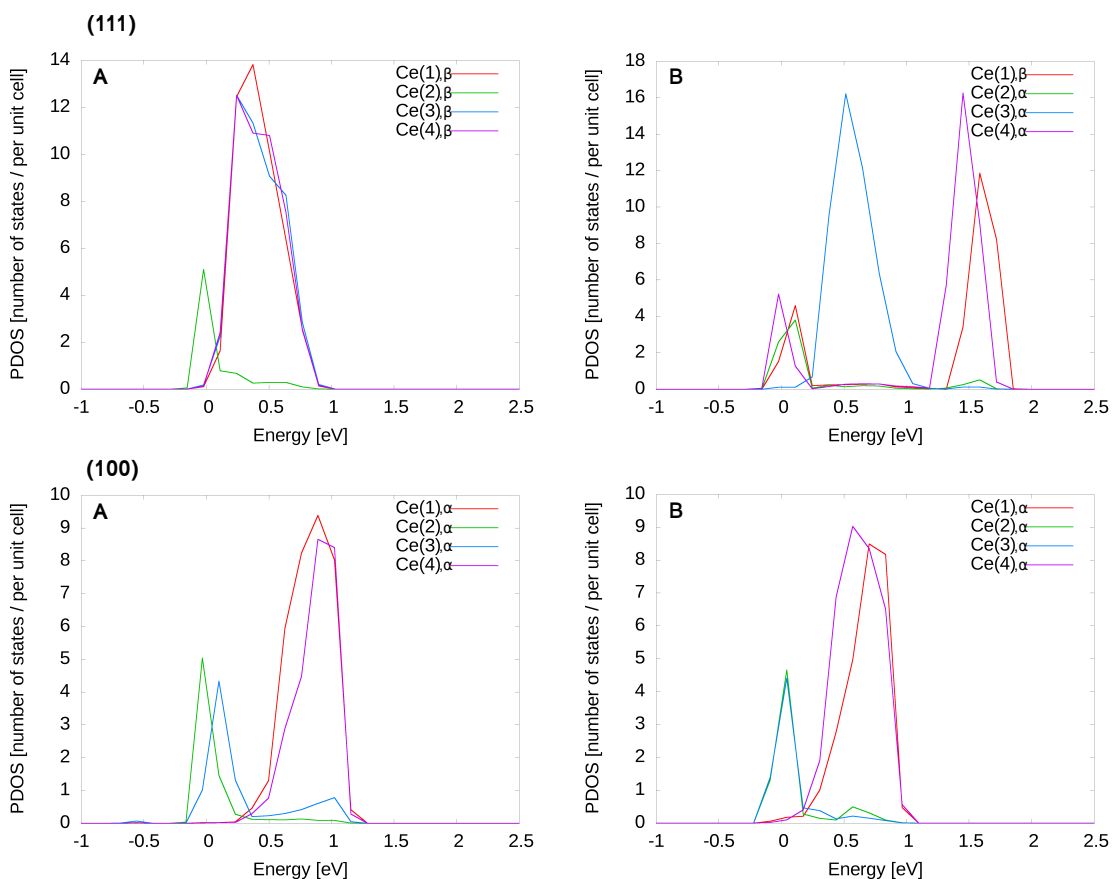 (111)
A
PDOS [number of states / per unit cell]
14
12
10
8
6
4
2
0
-1
-0.5
0
0.5
1
1.5
2
2.5
Energy [eV]
Ce(1),β
Ce(2),β
Ce(3),β
Ce(4),β
B
PDOS [number of states / per unit cell]
18
16
14
12
10
8
6
4
2
0
-1
-0.5
0
0.5
1
1.5
2
2.5
Energy [eV]
Ce(1),β
Ce(2),α
Ce(3),α
Ce(4),α
(100)
A
PDOS [number of states / per unit cell]
10
9
8
7
6
5
4
3
2
1
0
-1
-0.5
0
0.5
1
1.5
2
2.5
Energy [eV]
Ce(1),α
Ce(2),α
Ce(3),α
Ce(4),α
B
PDOS [number of states / per unit cell]
10
9
8
7
6
5
4
3
2
1
0
-1
-0.5
0
0.5
1
1.5
2
2.5
Energy [eV]
Ce(1),α
Ce(2),α
Ce(3),α
Ce(4),α